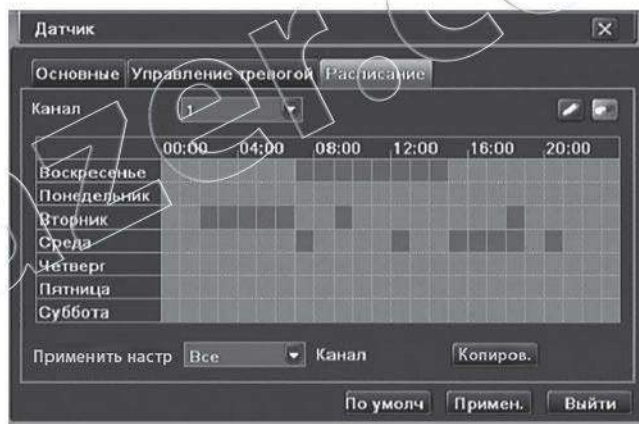 Датчик
Основные Управление тревогой Расписание
Канал 1
00:00 04:00 08:00 12:00 16:00 20:00
Воскресенье
Понедельник
Вторник
Среда
Четверг
Пятница
Суббота
Применить настр Все Канал Копиров.
По умолч Примен. Выйти